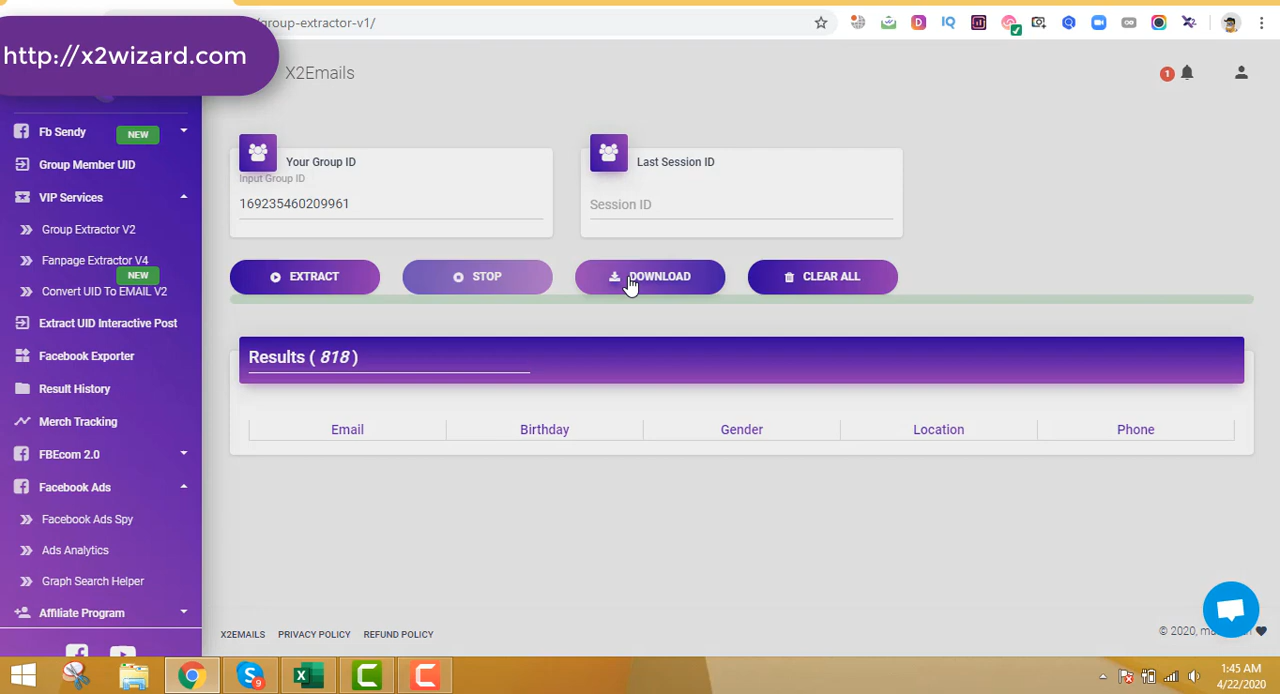 /group-extractor-v1/
http://x2wizard.com
X2Emails
1
Fb Sendy NEW
Group Member UID
VIP Services
Group Extractor V2
Fanpage Extractor V4
NEW
Convert UID To EMAIL V2
Extract UID Interactive Post
Facebook Exporter
Result History
Merch Tracking
FBEcom 2.0
Facebook Ads
Facebook Ads Spy
Ads Analytics
Graph Search Helper
Affiliate Program
Your Group ID
Input Group ID
169235460209961
Last Session ID
Session ID
EXTRACT
STOP
DOWNLOAD
CLEAR ALL
Results ( 818 )
Email Birthday Gender Location Phone
X2EMAILS PRIVACY POLICY REFUND POLICY
© 2020,
IQ
9
1:45 AM
4/22/2020